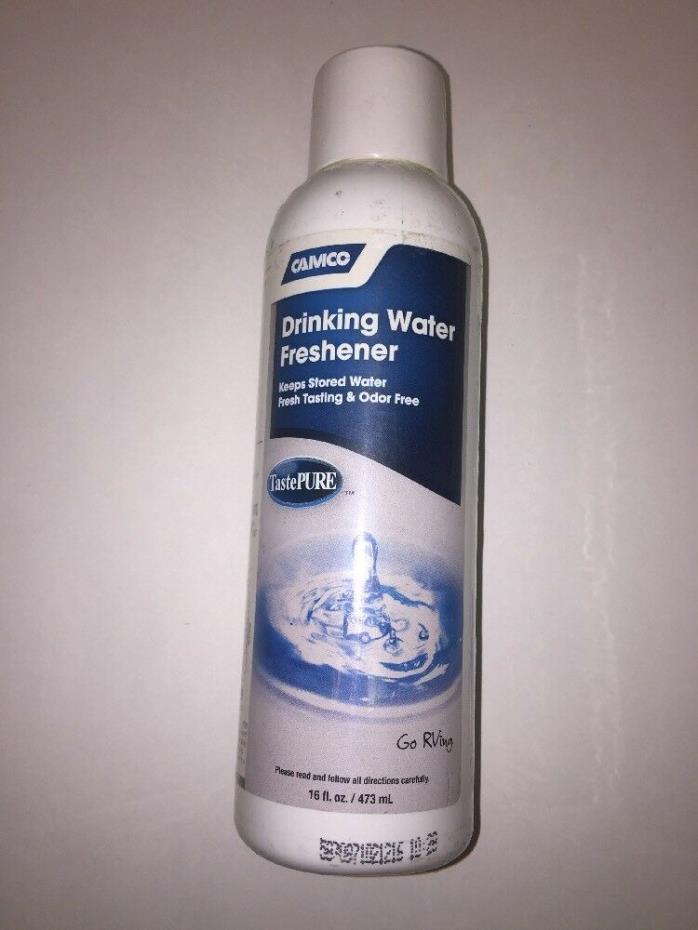 CAMCO
Drinking Water
Freshener
Keeps Stored Water
Fresh Tasting & Odor Free
TastePURE™
Go RVing
Please read and follow all directions carefully.
16 fl. oz. / 473 mL